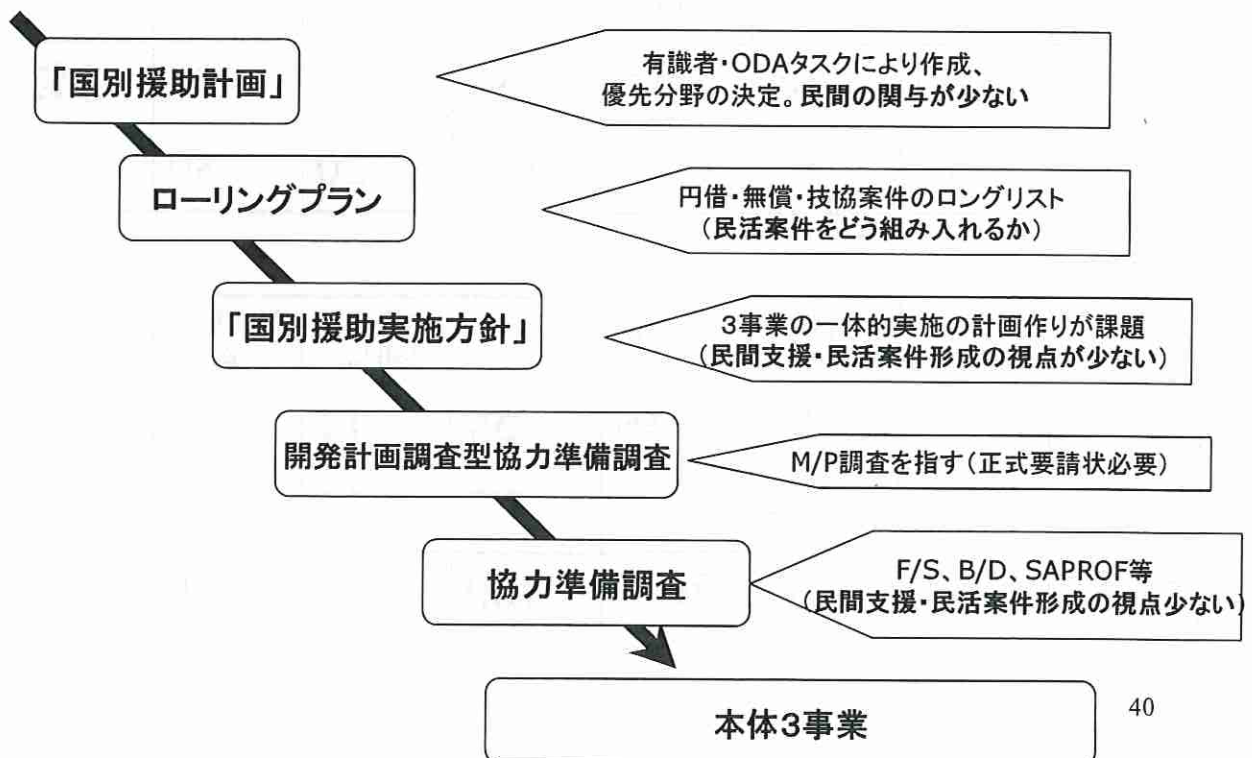 「国別援助計画」
有識者・ODAタスクにより作成、
優先分野の決定。民間の関与が少ない
ローリングプラン
円借・無償・技協案件のロングリスト
(民活案件をどう組み入れるか)
「国別援助実施方針」
3事業の一体的実施の計画作りが課題
(民間支援・民活案件形成の視点が少ない)
開発計画調査型協力準備調査
M/P調査を指す(正式要請状必要)
協力準備調査
F/S、B/D、SAPROF等
(民間支援・民活案件形成の視点少ない)
本体3事業
40